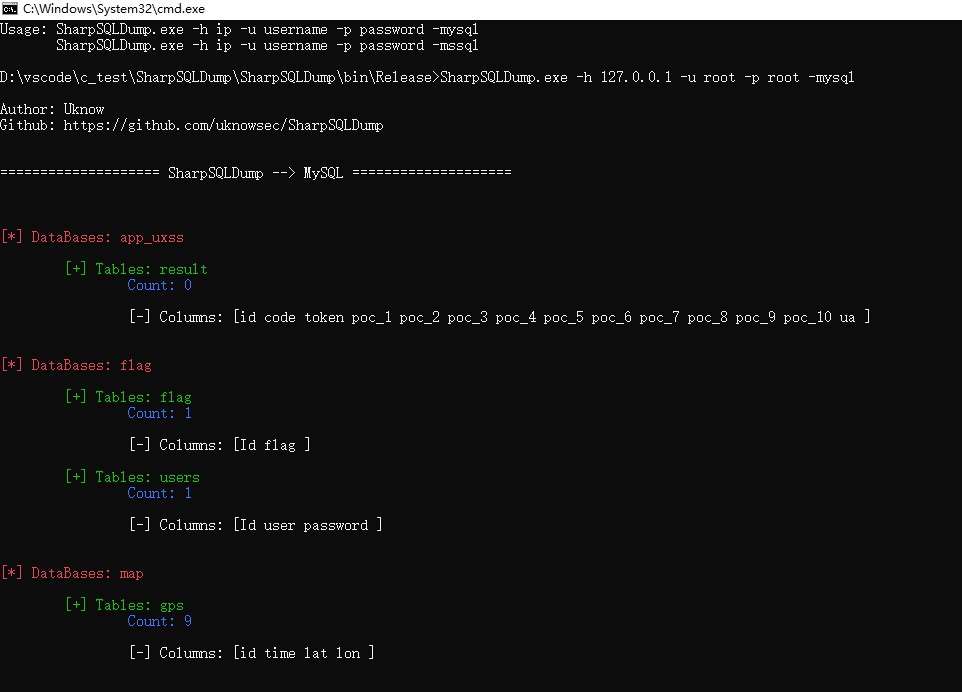 C:\Windows\System32\cmd.exe
Usage: SharpSQLDump.exe -h ip -u username -p password -mysql
SharpSQLDump.exe -h ip -u username -p password -mssql
D:\vscode\c_test\SharpSQLDump\SharpSQLDump\bin\Release>SharpSQLDump.exe -h 127.0.0.1 -u root -p root -mysql
Author: Uknow
Github: https://github.com/uknowsec/SharpSQLDump
==================== SharpSQLDump --> MySQL ====================
[*] DataBases: app_uxss
[+] Tables: result
Count: 0
[-] Columns: [id code token poc_1 poc_2 poc_3 poc_4 poc_5 poc_6 poc_7 poc_8 poc_9 poc_10 ua ]
[*] DataBases: flag
[+] Tables: flag
Count: 1
[-] Columns: [Id flag ]
[+] Tables: users
Count: 1
[-] Columns: [Id user password ]
[*] DataBases: map
[+] Tables: gps
Count: 9
[-] Columns: [id time lat lon ]